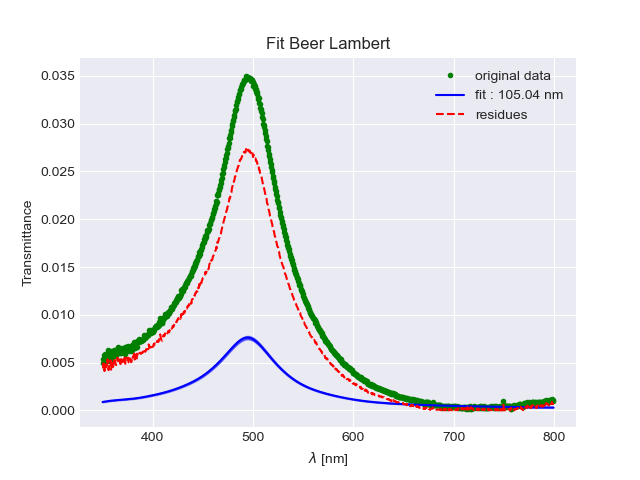 Fit Beer Lambert
original data
fit : 105.04 nm
residues
Transmittance
0.035
0.030
0.025
0.020
0.015
0.010
0.005
0.000
400 500 600 700 800
λ [nm]